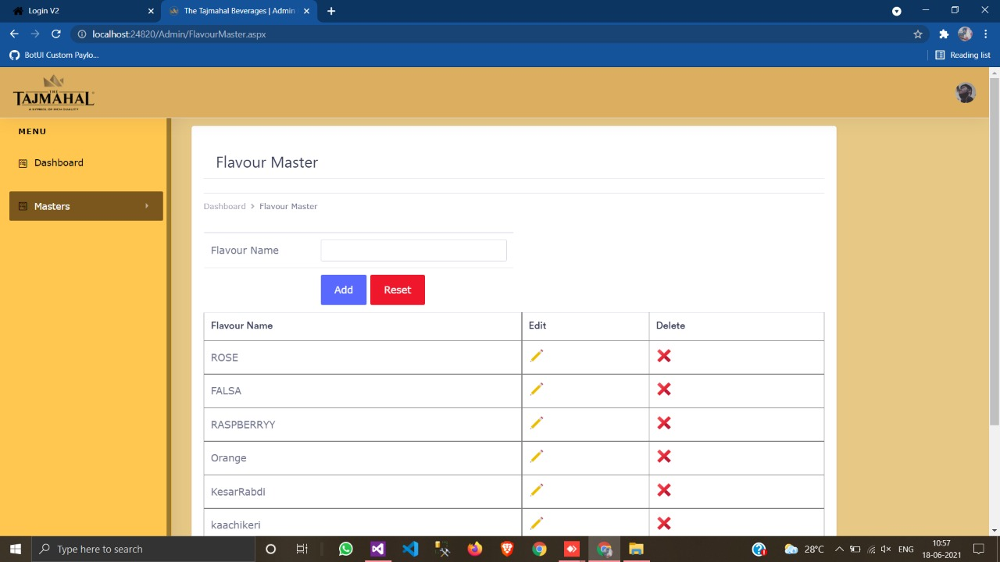 Login V2
The Tajmahal Beverages | Admin
localhost:24820/Admin/FlavourMaster.aspx
BotUI Custom Paylo...
Reading list
THE
TAJMAHAL
MENU
Dashboard
Masters
Flavour Master
Dashboard > Flavour Master
Flavour Name
Add Reset
Flavour Name Edit Delete
ROSE
FALSA
RASPBERRYY
Orange
KesarRabdi
kaachikeri
Type here to search
28°C
10:57
18-06-2021